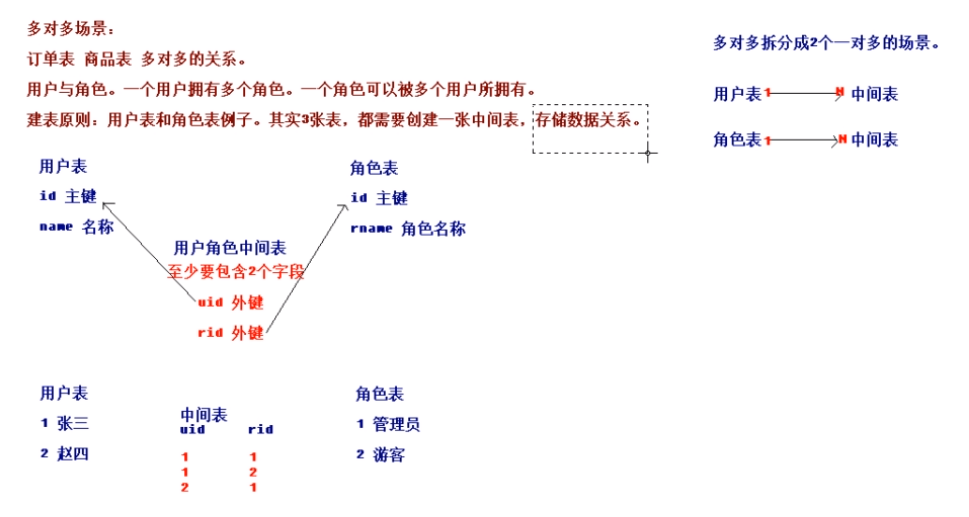 多对多场景：
订单表 商品表 多对多的关系。
用户与角色。一个用户拥有多个角色。一个角色可以被多个用户所拥有。
建表原则：用户表和角色表例子。其实3张表，都需要创建一张中间表，存储数据关系。
多对多拆分成2个一对多的场景。
用户表 1 N 中间表
角色表 1 N 中间表
用户表
id 主键
name 名称
角色表
id 主键
rname 角色名称
用户角色中间表
至少要包含2个字段
uid 外键
rid 外键
用户表
1 张三
2 赵四
中间表
uid rid
1 1
1 2
2 1
角色表
1 管理员
2 游客